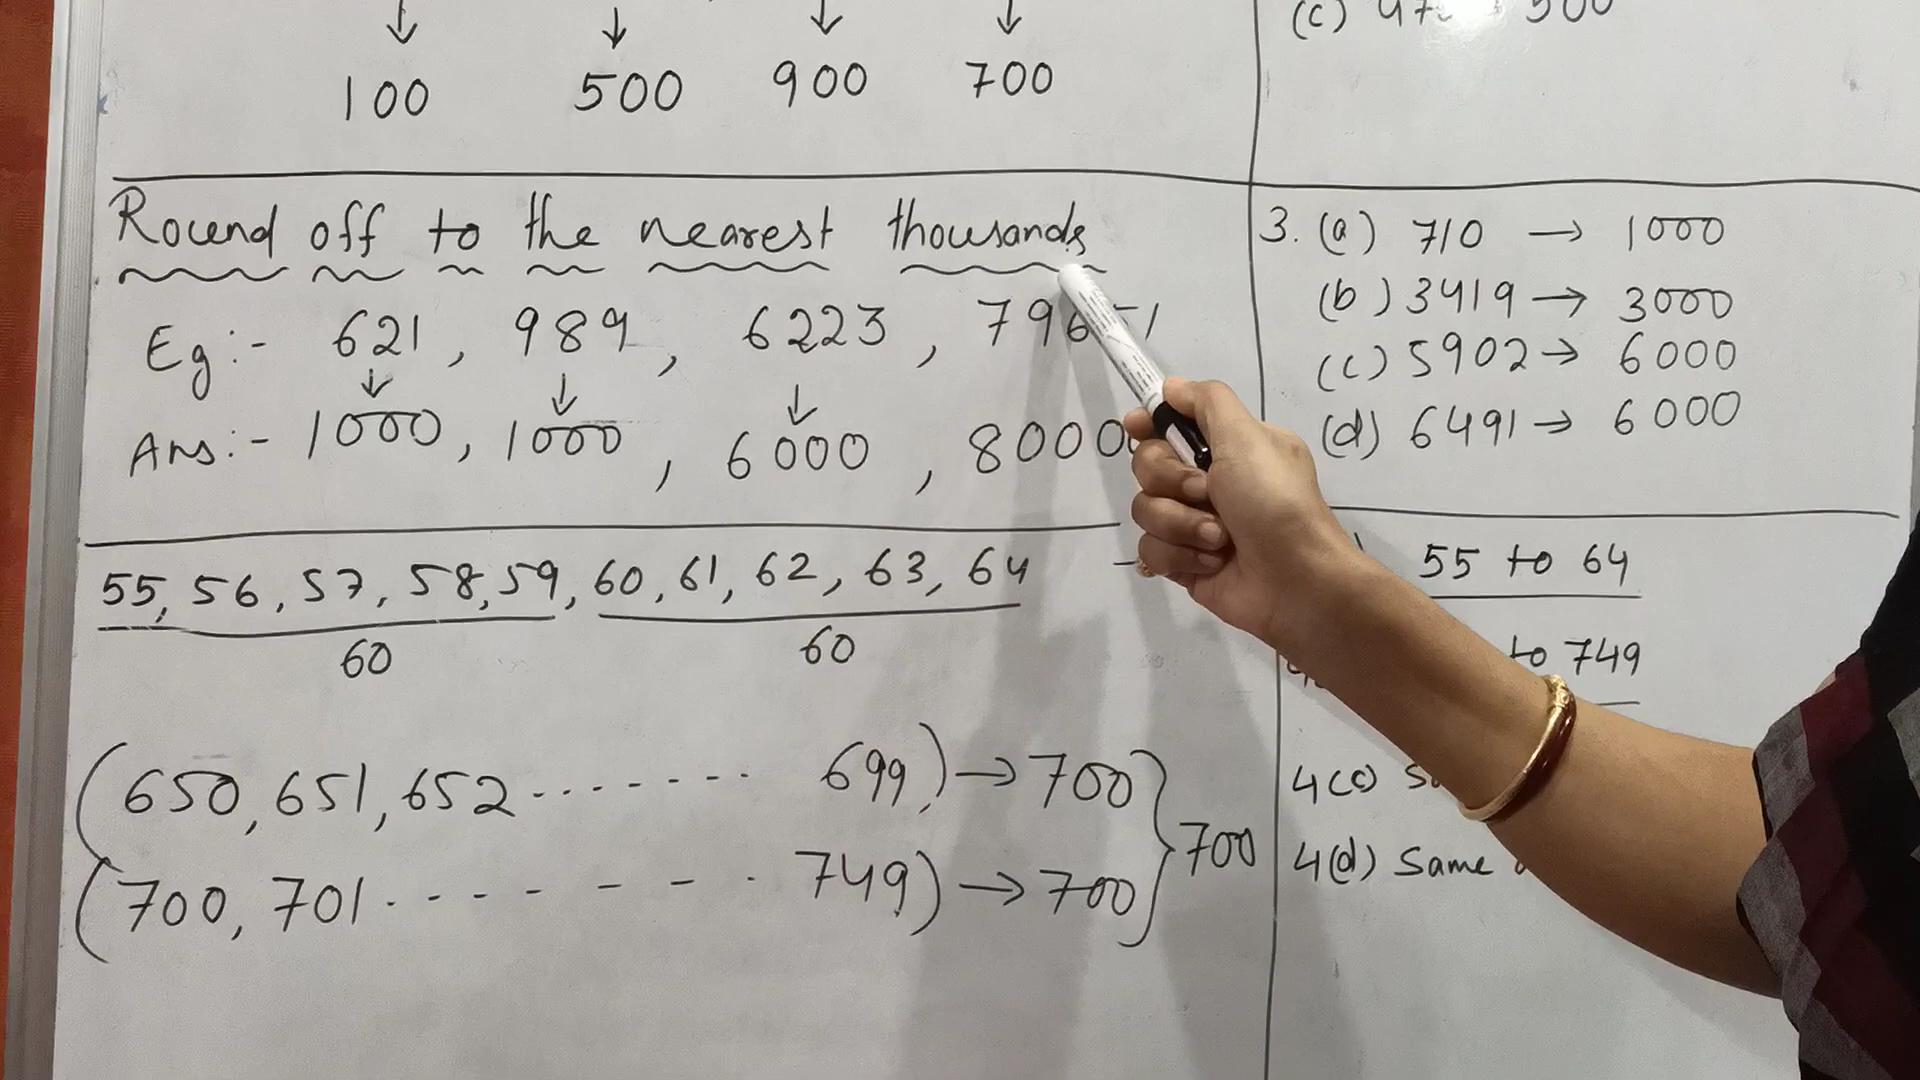 100 500 900 700
Round off to the nearest thousands
Eg:- 621, 989, 6223,
Ans:- 1000, 1000, 6000, 8000
55, 56, 57, 58, 59, 60, 61, 62, 63, 64
60 60
(650, 651, 652....... 699) → 700
700
(700, 701.... - - - . 749) → 700
(c) 500
3. (a) 710 → 1000
(b) 3419 → 3000
(c) 5902 → 6000
(d) 6491 → 6000
55 to 64
to 749
4(c)
4(d) Same